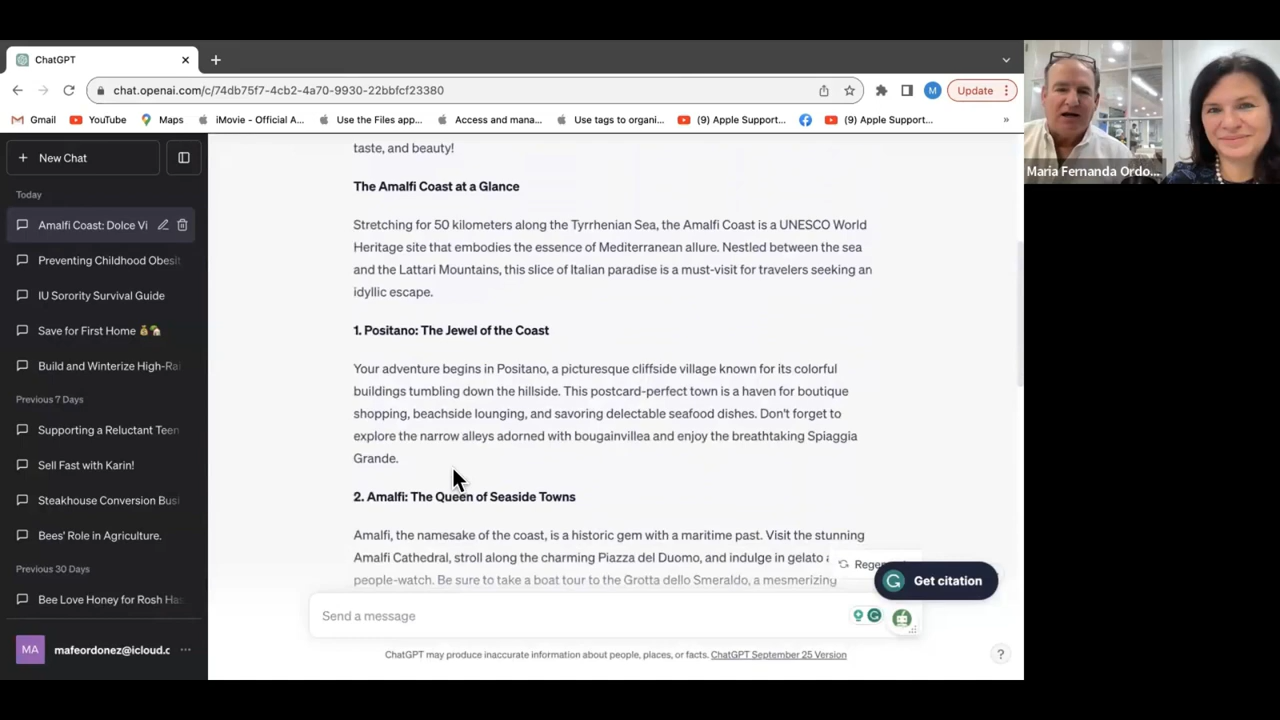 ChatGPT
chat.openai.com/c/74db75f7-4cb2-4a70-9930-22bbfcf23380
M
Update
Gmail
YouTube
Maps
iMovie - Official A...
Use the Files app...
Access and mana...
Use tags to organi...
(9) Apple Support...
(9) Apple Support...
»
Maria Fernanda Ordo...
+ New Chat
Today
Amalfi Coast: Dolce Vi
Preventing Childhood Obesit
IU Sorority Survival Guide
Save for First Home 💰🏡
Build and Winterize High-Rai
Previous 7 Days
Supporting a Reluctant Teen
Sell Fast with Karin!
Steakhouse Conversion Bus
Bees' Role in Agriculture.
Previous 30 Days
Bee Love Honey for Rosh Has
MA
mafeordonez@icloud.c
taste, and beauty!
The Amalfi Coast at a Glance
Stretching for 50 kilometers along the Tyrrhenian Sea, the Amalfi Coast is a UNESCO World
Heritage site that embodies the essence of Mediterranean allure. Nestled between the sea
and the Lattari Mountains, this slice of Italian paradise is a must-visit for travelers seeking an
idyllic escape.
1. Positano: The Jewel of the Coast
Your adventure begins in Positano, a picturesque cliffside village known for its colorful
buildings tumbling down the hillside. This postcard-perfect town is a haven for boutique
shopping, beachside lounging, and savoring delectable seafood dishes. Don't forget to
explore the narrow alleys adorned with bougainvillea and enjoy the breathtaking Spiaggia
Grande.
2. Amalfi: The Queen of Seaside Towns
Amalfi, the namesake of the coast, is a historic gem with a maritime past. Visit the stunning
Amalfi Cathedral, stroll along the charming Piazza del Duomo, and indulge in gelato
people-watch. Be sure to take a boat tour to the Grotta dello Smeraldo, a mesmerizing
Rege
Get citation
Send a message
ChatGPT may produce inaccurate information about people, places, or facts. ChatGPT September 25 Version
?